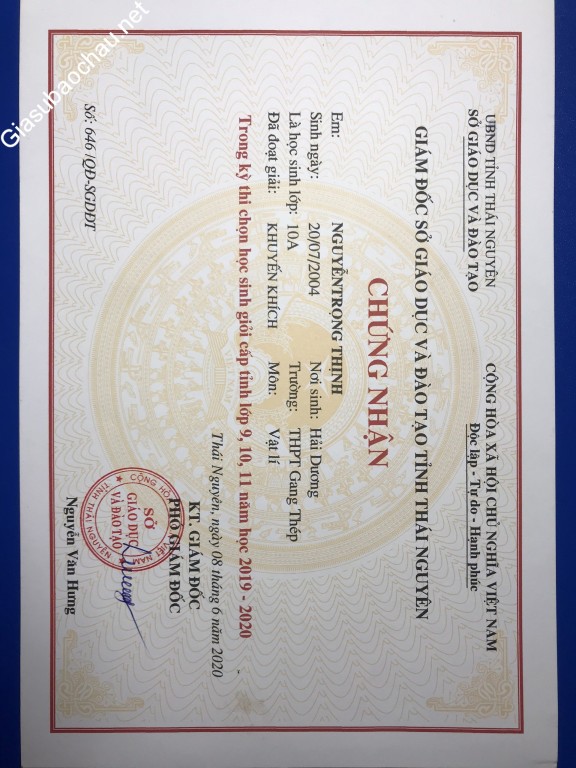 UBND TỈNH THÁI NGUYÊN
SỞ GIÁO DỤC VÀ ĐÀO TẠO
CỘNG HÒA XÃ HỘI CHỦ NGHĨA VIỆT NAM
Độc lập - Tự do - Hạnh phúc
GIÁM ĐỐC SỞ GIÁO DỤC VÀ ĐÀO TẠO TỈNH THÁI NGUYÊN
CHỨNG NHẬN
Em: NGUYỄNTRỌNG THỊNH
Sinh ngày: 20/07/2004 Nơi sinh: Hải Dương
Là học sinh lớp: 10A Trường: THPT Gang Thép
Đã đoạt giải: KHUYẾN KHÍCH Môn: Vật lí
Trong kỳ thi chọn học sinh giỏi cấp tỉnh lớp 9, 10, 11 năm học 2019 - 2020
Thái Nguyên, ngày 08 tháng 6 năm 2020
KT. GIÁM ĐỐC
PHÓ GIÁM ĐỐC
SỞ
GIÁO DỤC
VÀ ĐÀO TẠO
TỈNH THÁI NGUYÊN
Nguyễn Văn Hưng
Số: 646 /QĐ-SGDĐT
Giasubaochau.net